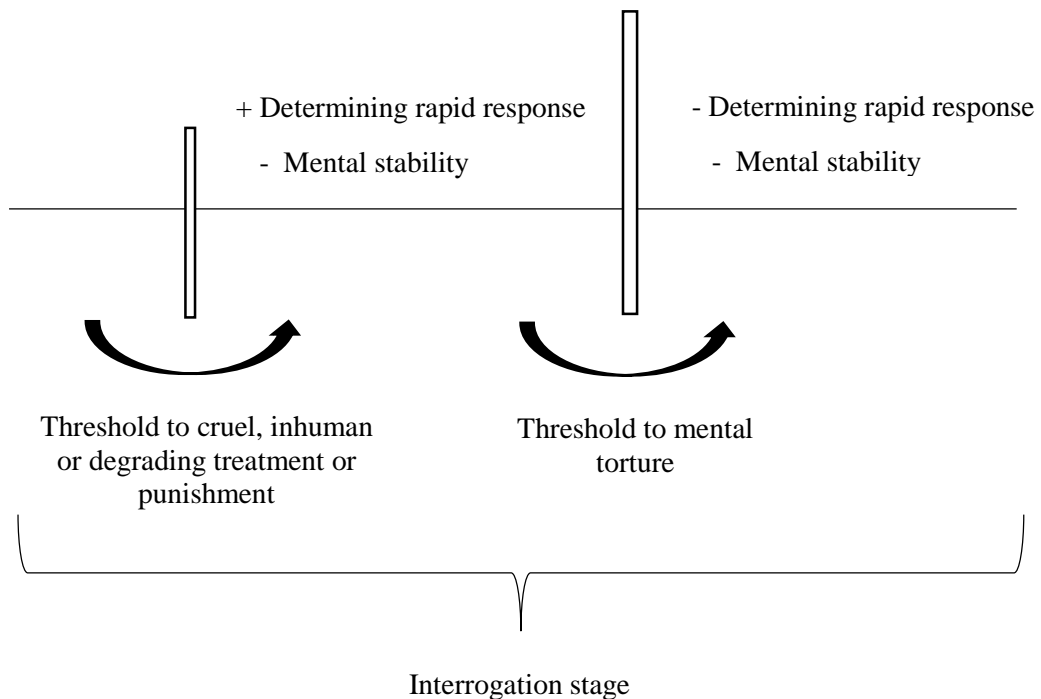 + Determining rapid response
- Mental stability
- Determining rapid response
- Mental stability
Threshold to cruel, inhuman
or degrading treatment or
punishment
Threshold to mental
torture
Interrogation stage